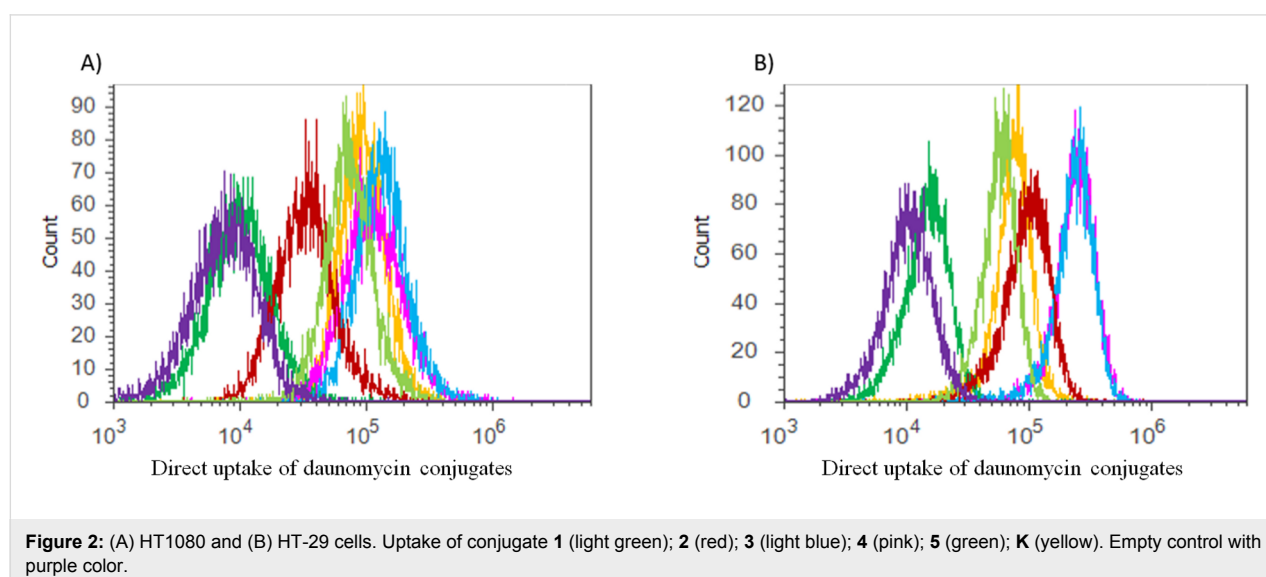 A)
90
80
70
60
50
40
30
20
10
0
Count
10^3 10^4 10^5 10^6
Direct uptake of daunomycin conjugates
B)
120
100
80
60
40
20
0
Count
10^3 10^4 10^5 10^6
Direct uptake of daunomycin conjugates
Figure 2: (A) HT1080 and (B) HT-29 cells. Uptake of conjugate 1 (light green); 2 (red); 3 (light blue); 4 (pink); 5 (green); K (yellow). Empty control with
purple color.